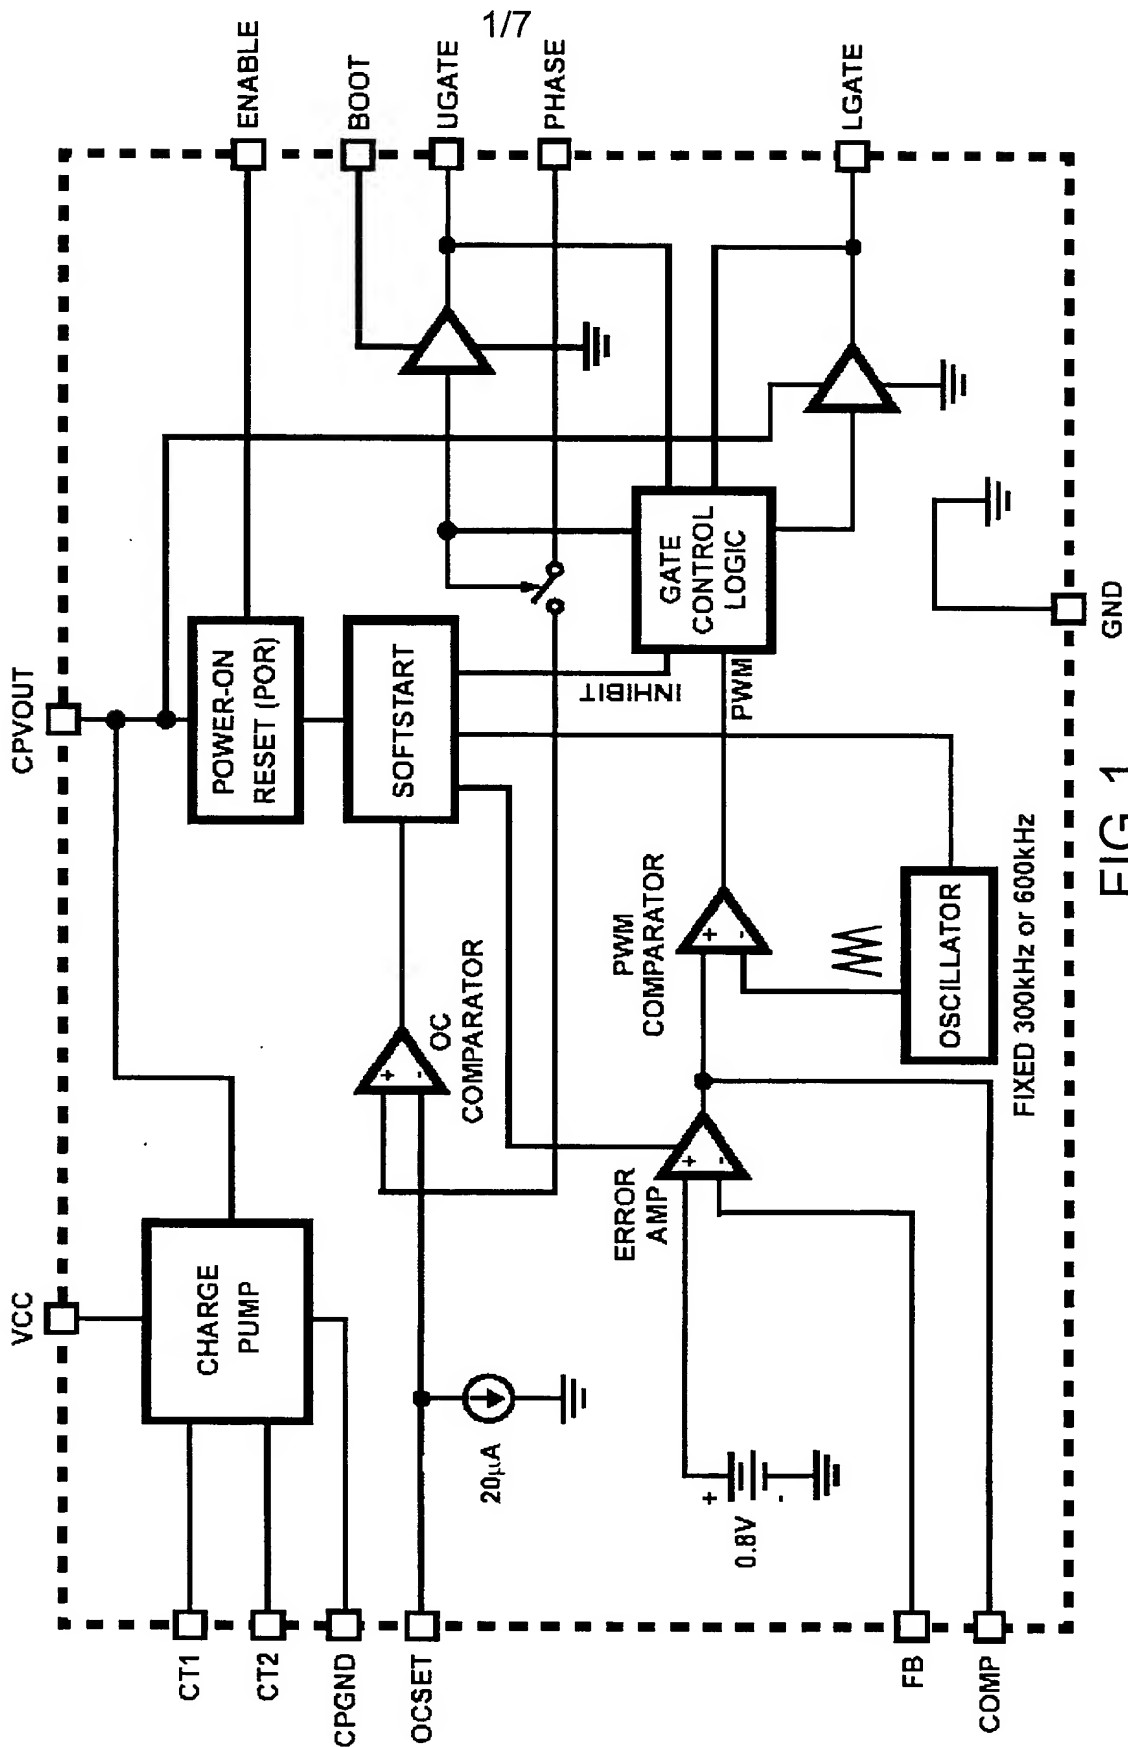 1/7
CPVOUT
VCC
ENABLE
BOOT
UGATE
PHASE
LGATE
POWER-ON
RESET (POR)
SOFTSTART
CHARGE
PUMP
CT1
CT2
CPGND
OCSET
+
-
OC
COMPARATOR
20µA
INHIBIT
PWM
GATE
CONTROL
LOGIC
PWM
COMPARATOR
+
-
ERROR
AMP
+
-
+
-
0.8V
OSCILLATOR
FIXED 300kHz or 600kHz
FB
COMP
GND
FIG. 1